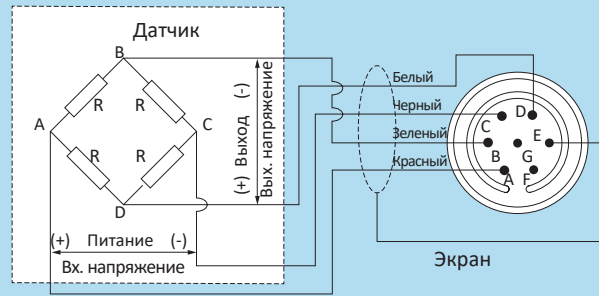 Датчик
B
R
R
A
C
R
R
D
(-)
Выход
(+)
Вых. напряжение
(+) Питание (-)
Вх. напряжение
Белый
Черный
Зеленый
Красный
Экран
D
C
E
B
G
A
F